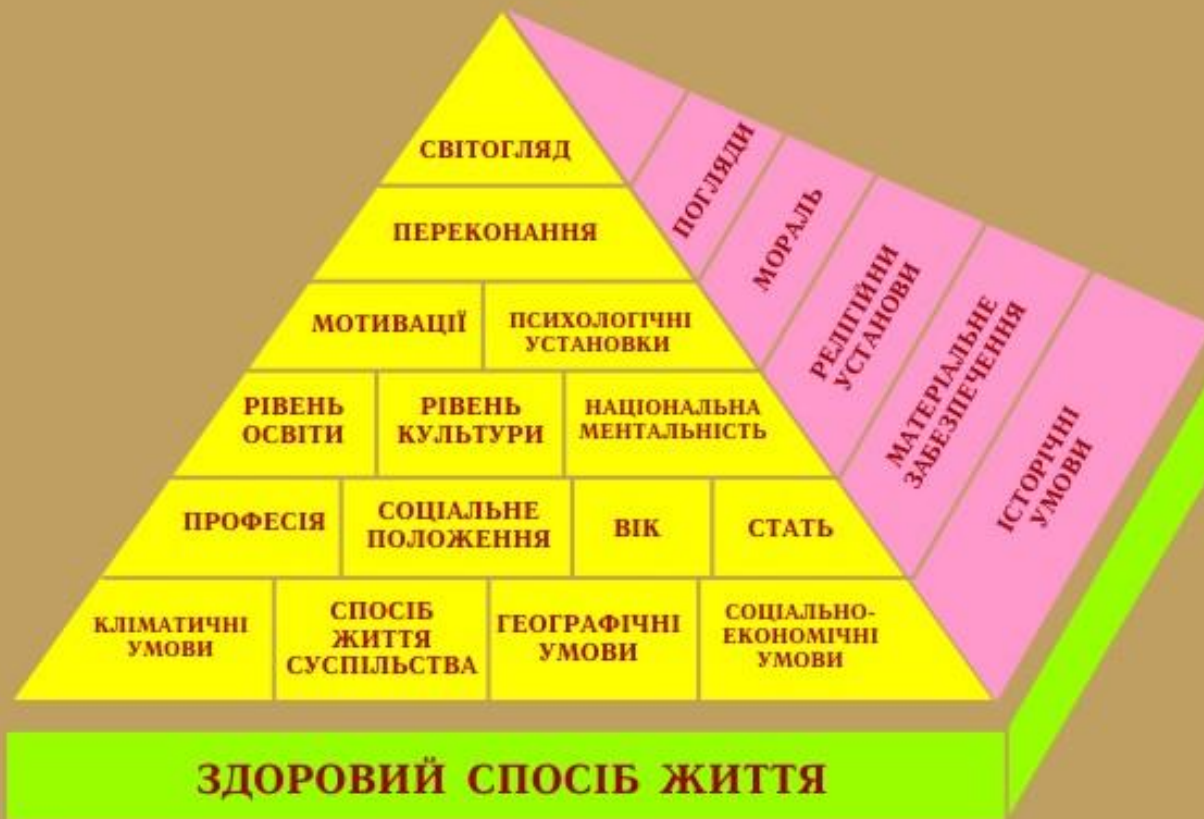 СВІТОГЛЯД
ПЕРЕКОНАННЯ
МОТИВАЦІЇ
ПСИХОЛОГІЧНІ
УСТАНОВКИ
РІВЕНЬ
ОСВІТИ
РІВЕНЬ
КУЛЬТУРИ
НАЦІОНАЛЬНА
МЕНТАЛЬНІСТЬ
ПРОФЕСІЯ
СОЦІАЛЬНЕ
ПОЛОЖЕННЯ
ВІК
СТАТЬ
КЛІМАТИЧНІ
УМОВИ
СПОСІБ
ЖИТТЯ
СУСПІЛЬСТВА
ГЕОГРАФІЧНІ
УМОВИ
СОЦІАЛЬНО-
ЕКОНОМІЧНІ
УМОВИ
ПОГЛЯДИ
МОРАЛЬ
РЕЛІГІЙНИ
УСТАНОВИ
МАТЕРІАЛЬНЕ
ЗАБЕЗПЕЧЕННЯ
ІСТОРІЧНІ
УМОВИ
ЗДОРОВИЙ СПОСІБ ЖИТТЯ